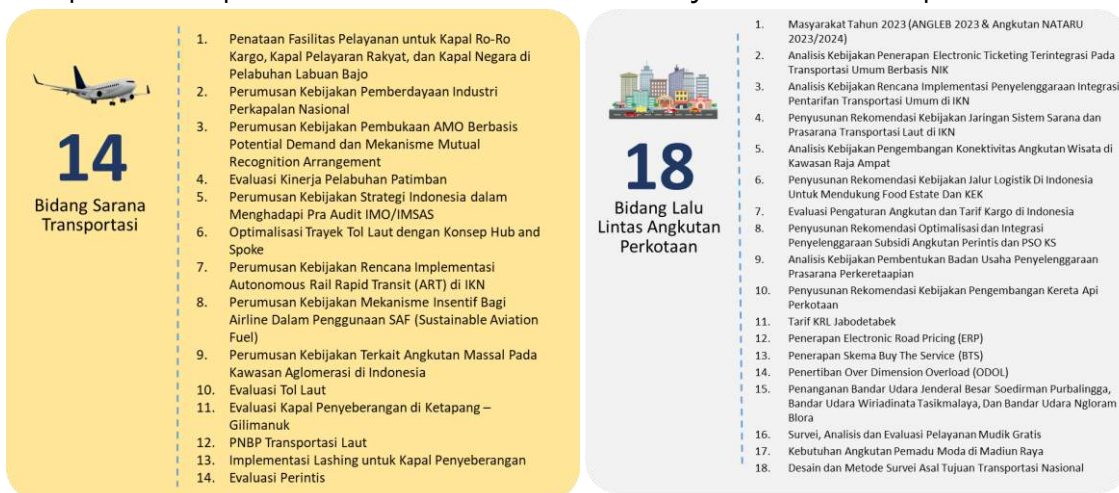 14
Bidang Sarana
Transportasi
1. Penataan Fasilitas Pelayanan untuk Kapal Ro-Ro
Kargo, Kapal Pelayaran Rakyat, dan Kapal Negara di
Pelabuhan Labuan Bajo
2. Perumusan Kebijakan Pemberdayaan Industri
Perkapalan Nasional
3. Perumusan Kebijakan Pembukaan AMO Berbasis
Potential Demand dan Mekanisme Mutual
Recognition Arrangement
4. Evaluasi Kinerja Pelabuhan Patimban
5. Perumusan Kebijakan Strategi Indonesia dalam
Menghadapi Pra Audit IMO/IMSAS
6. Optimalisasi Trayek Tol Laut dengan Konsep Hub and
Spoke
7. Perumusan Kebijakan Rencana Implementasi
Autonomous Rail Rapid Transit (ART) di IKN
8. Perumusan Kebijakan Mekanisme Insentif Bagi
Airline Dalam Penggunaan SAF (Sustainable Aviation
Fuel)
9. Perumusan Kebijakan Terkait Angkutan Massal Pada
Kawasan Aglomerasi di Indonesia
10. Evaluasi Tol Laut
11. Evaluasi Kapal Penyeberangan di Ketapang –
Gilimanuk
12. PNBP Transportasi Laut
13. Implementasi Lashing untuk Kapal Penyeberangan
14. Evaluasi Perintis
18
Bidang Lalu
Lintas Angkutan
Perkotaan
1. Masyarakat Tahun 2023 (ANGLEB 2023 & Angkutan NATARU
2023/2024)
2. Analisis Kebijakan Penerapan Electronic Ticketing Terintegrasi Pada
Transportasi Umum Berbasis NIK
3. Analisis Kebijakan Rencana Implementasi Penyelenggaraan Integrasi
Pentarifan Transportasi Umum di IKN
4. Penyusunan Rekomendasi Kebijakan Jaringan Sistem Sarana dan
Prasarana Transportasi Laut di IKN
5. Analisis Kebijakan Pengembangan Konektivitas Angkutan Wisata di
Kawasan Raja Ampat
6. Penyusunan Rekomendasi Kebijakan Jalur Logistik Di Indonesia
Untuk Mendukung Food Estate Dan KEK
7. Evaluasi Pengaturan Angkutan dan Tarif Kargo di Indonesia
8. Penyusunan Rekomendasi Optimalisasi dan Integrasi
Penyelenggaraan Subsidi Angkutan Perintis dan PSO KS
9. Analisis Kebijakan Pembentukan Badan Usaha Penyelenggaraan
Prasarana Perkeretaapian
10. Penyusunan Rekomendasi Kebijakan Pengembangan Kereta Api
Perkotaan
11. Tarif KRL Jabodetabek
12. Penerapan Electronic Road Pricing (ERP)
13. Penerapan Skema Buy The Service (BTS)
14. Penertiban Over Dimension Overload (ODOL)
15. Penanganan Bandar Udara Jenderal Besar Soedirman Purbalingga,
Bandar Udara Wiriadinata Tasikmalaya, Dan Bandar Udara Ngloram
Blora
16. Survei, Analisis dan Evaluasi Pelayanan Mudik Gratis
17. Kebutuhan Angkutan Pemadu Moda di Madiun Raya
18. Desain dan Metode Survei Asal Tujuan Transportasi Nasional